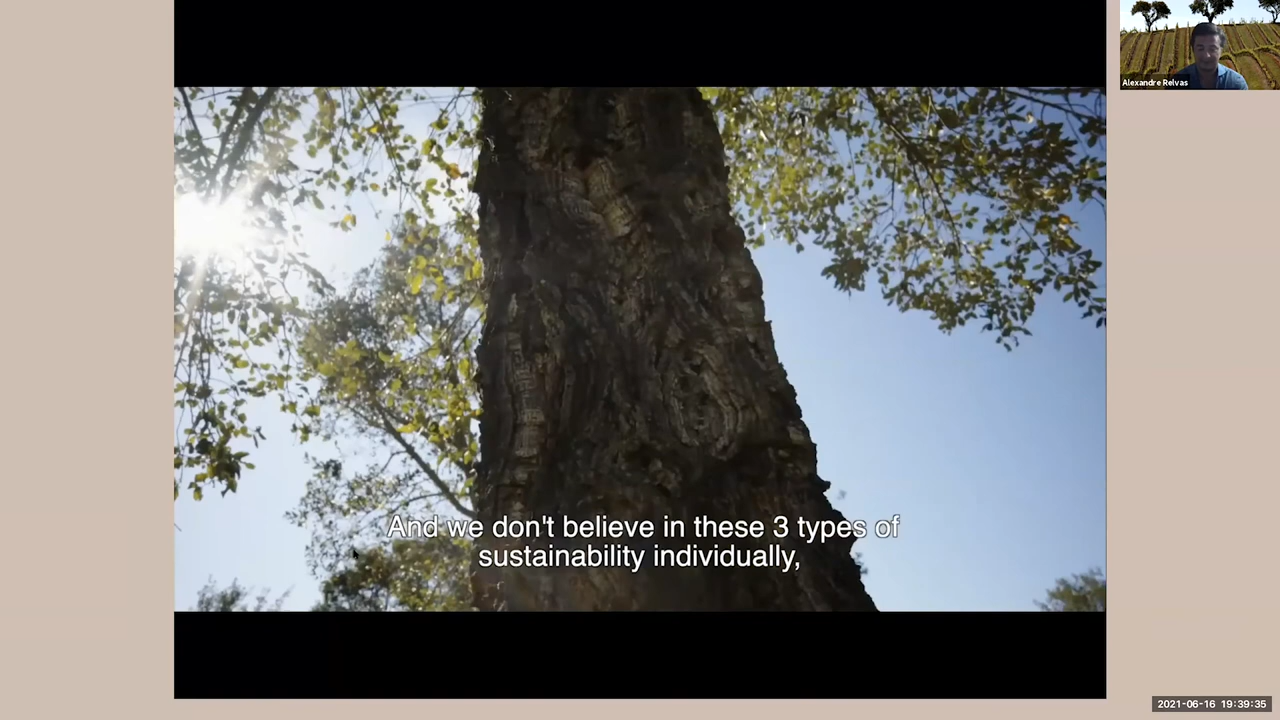 Alexandre Relvas
And we don't believe in these 3 types of
sustainability individually,
2021-06-16 19:39:35